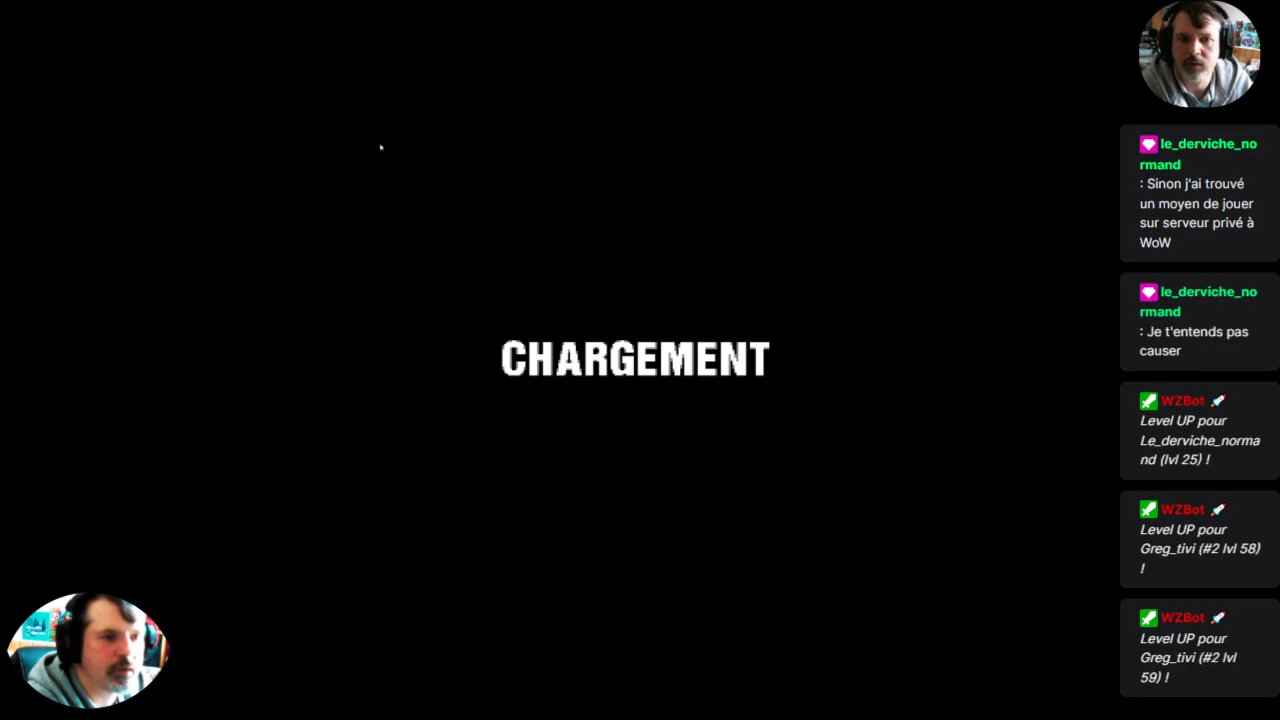 CHARGEMENT
le_derviche_no
rmand
: Sinon j'ai trouvé
un moyen de jouer
sur serveur privé à
WoW
le_derviche_no
rmand
: Je t'entends pas
causer
WZBot 🚀
Level UP pour
Le_derviche_norma
nd (lvl 25) !
WZBot 🚀
Level UP pour
Greg_tivi (#2 lvl 58)
!
WZBot 🚀
Level UP pour
Greg_tivi (#2 lvl
59) !